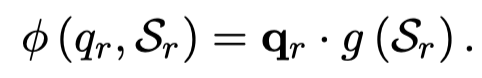 ϕ (q_r, 𝒮_r) = 𝐪_r · g (𝒮_r) .